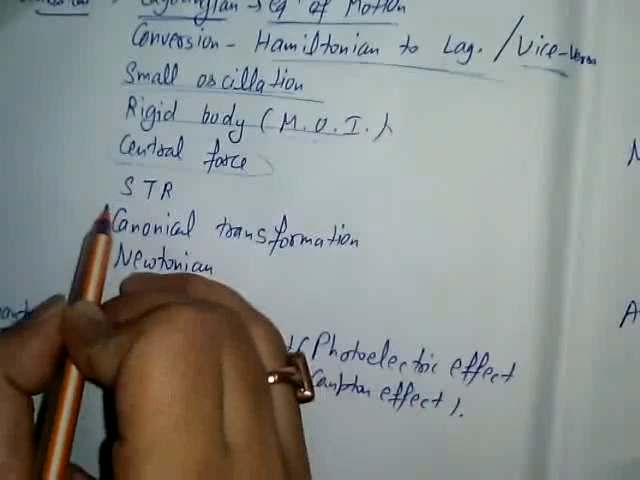 Lagrangian - Eqⁿ of Motion
Conversion - Hamiltonian to Lag. / Vice-versa
Small oscillation
Rigid body (M.O.I.)
Central force
STR
Canonical transformation
Newtonian
(Photoelectric effect
Compton effect).